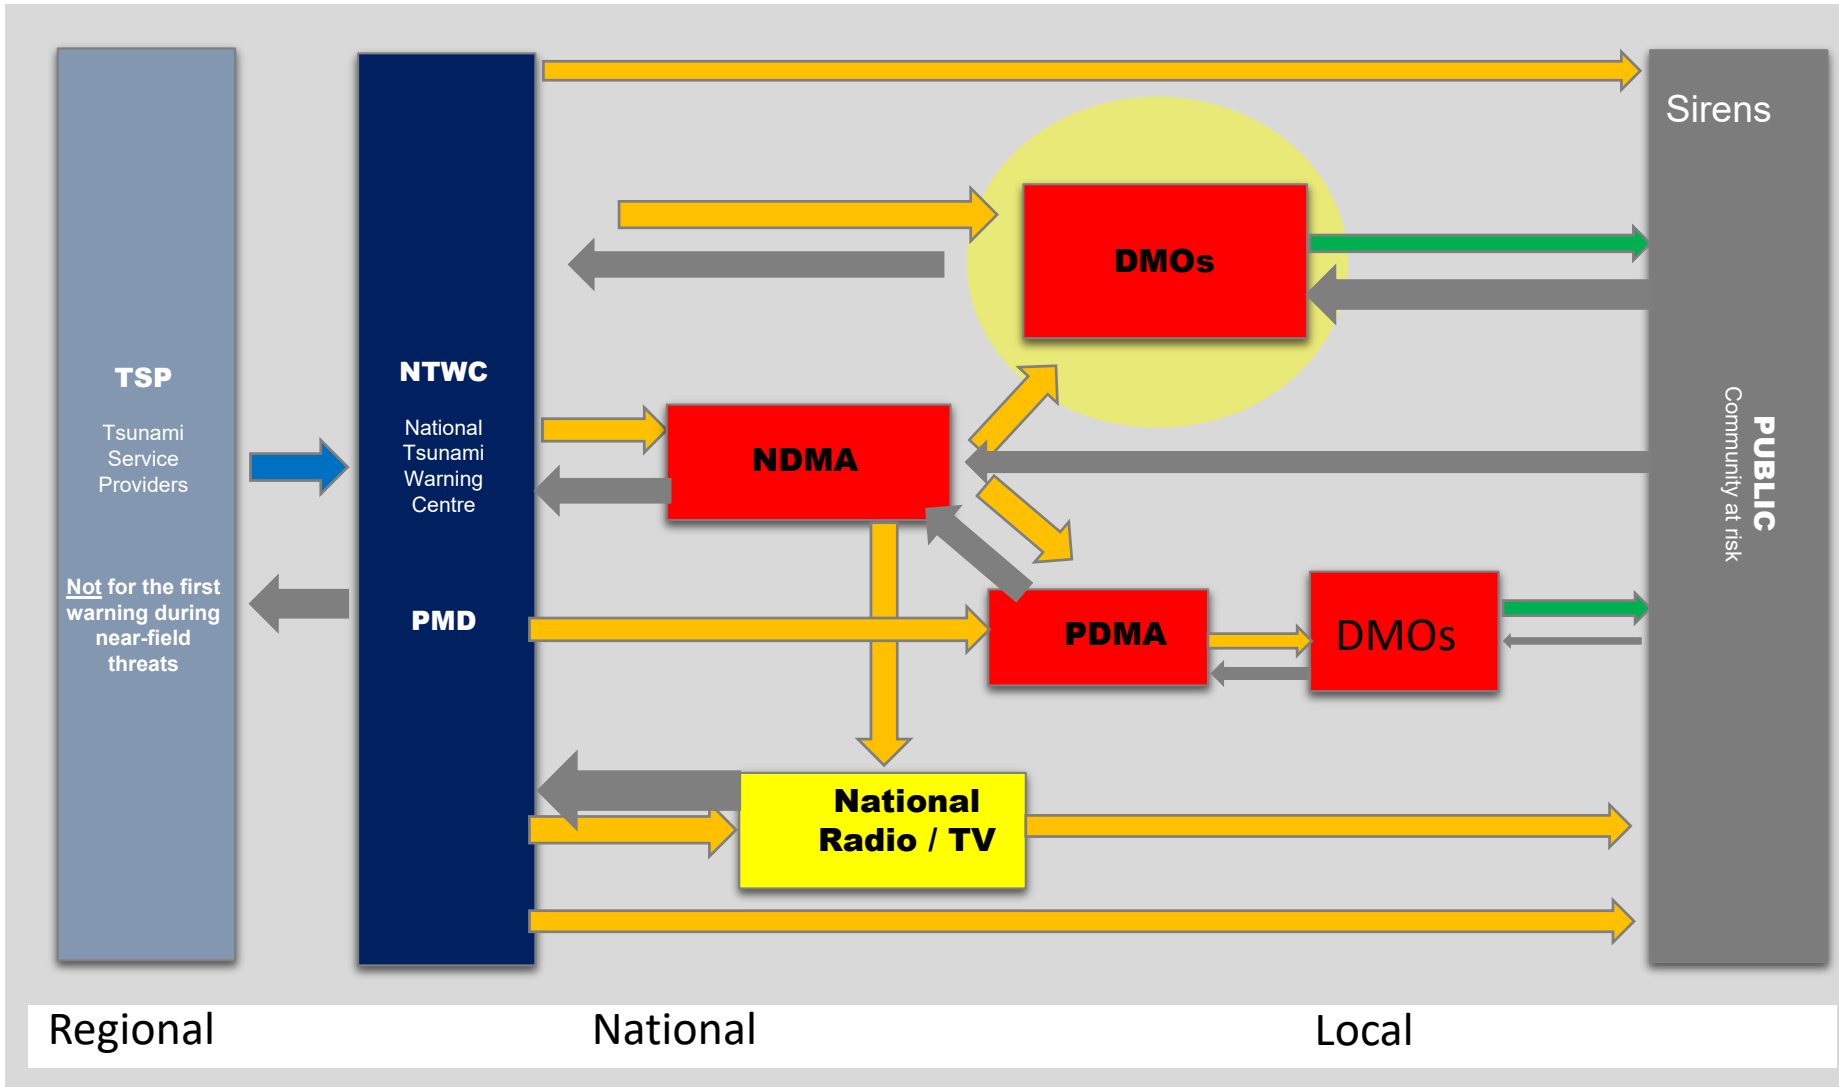 TSP
Tsunami
Service
Providers
Not for the first
warning during
near-field
threats
NTWC
National
Tsunami
Warning
Centre
PMD
DMOs
NDMA
PDMA
DMOs
National
Radio / TV
Sirens
PUBLIC
Community at risk
Regional
National
Local